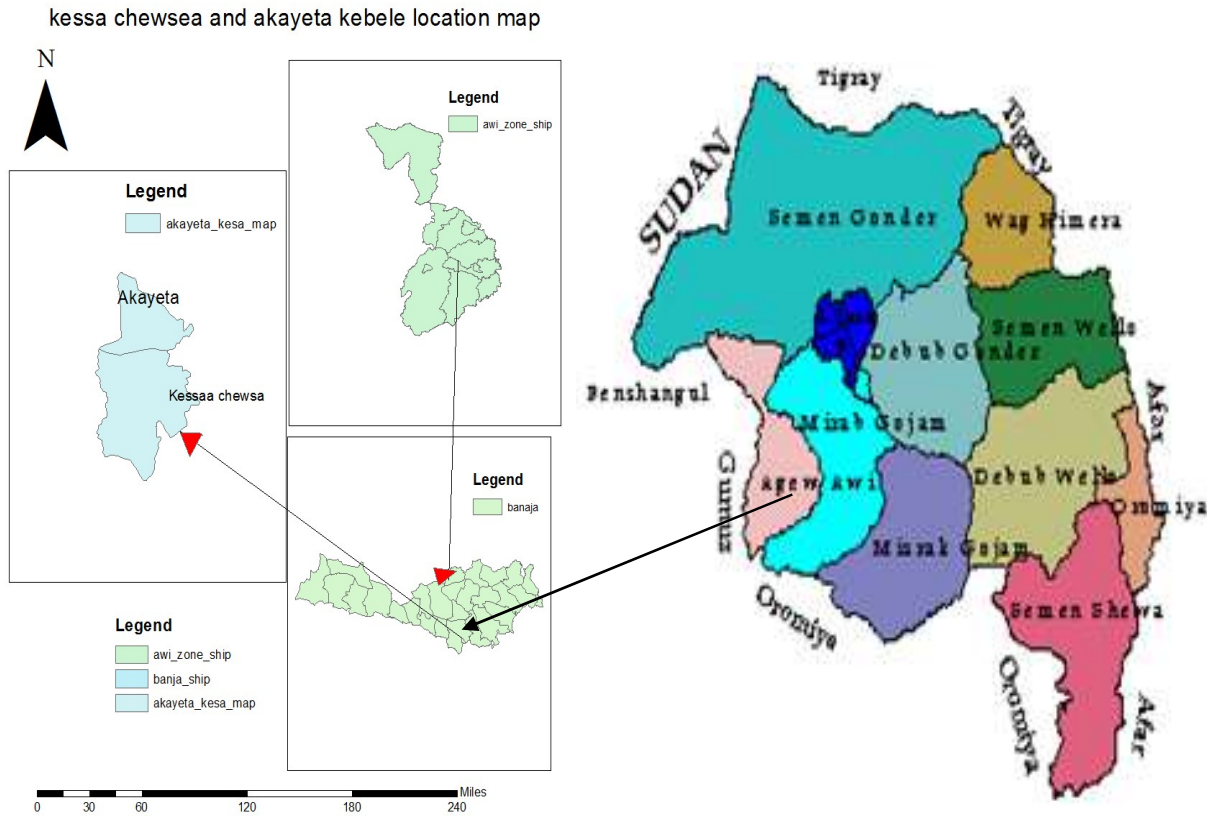 kessa chewsea and akayeta kebele location map
N
Legend
akayeta_kesa_map
Akayeta
Kessaa chewsa
Legend
awi_zone_ship
Legend
banaja
Legend
awi_zone_ship
banja_ship
akayeta_kesa_map
Miles
0 30 60 120 180 240
Tigray
Tigray
SUDAN
Semen Gonder
Wag Himera
Semen Wello
Debub Gonder
Benshangul
Gumuz
Misab Gojam
Agew Awi
Debub Wello
Afar
Oromiya
Misrak Gojam
Oromiya
Semen Shewa
Oromiya
Afar